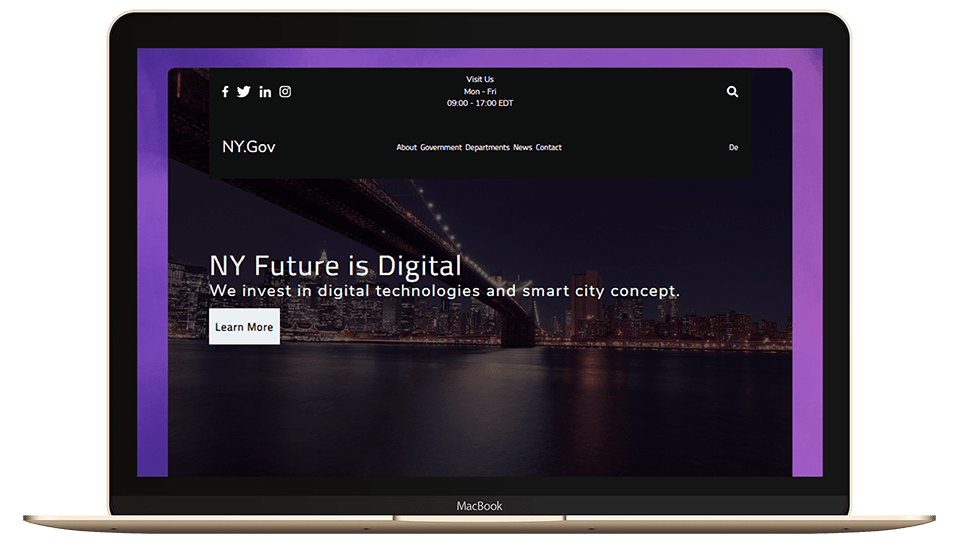 Visit Us
Mon - Fri
09:00 - 17:00 EDT
NY.Gov
About Government Departments News Contact
De
NY Future is Digital
We invest in digital technologies and smart city concept.
Learn More
MacBook